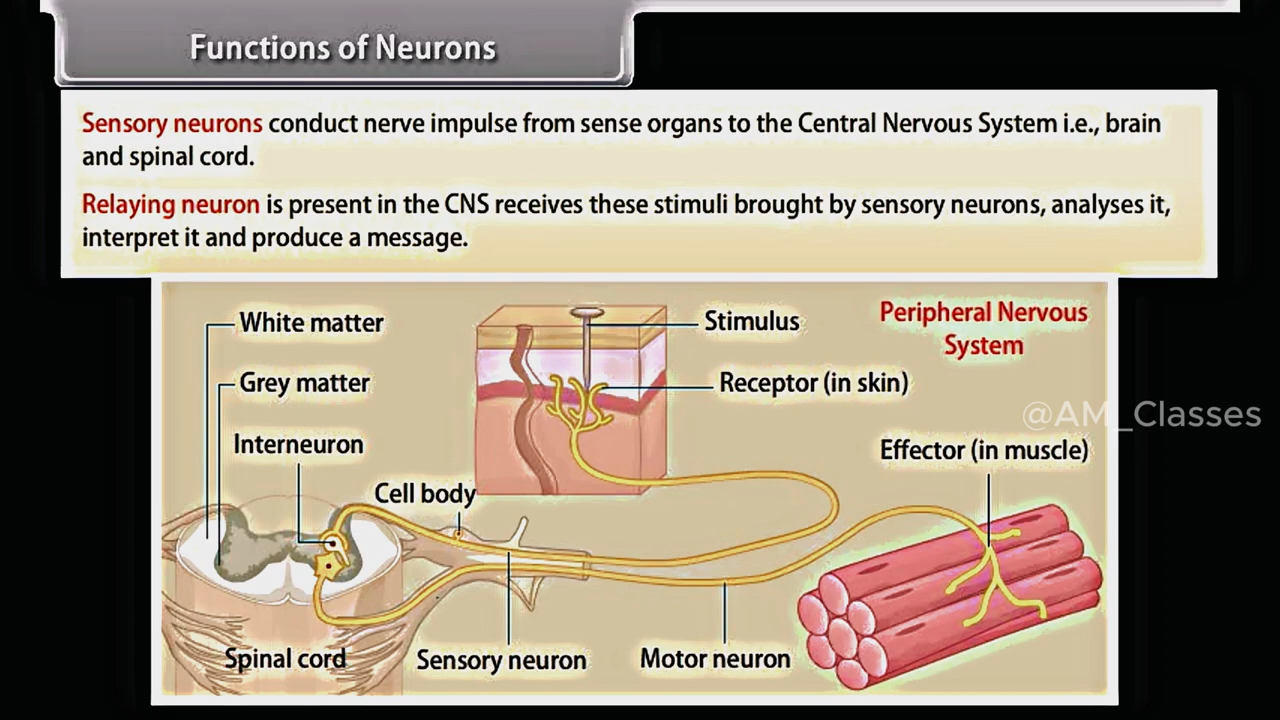 Functions of Neurons
Sensory neurons conduct nerve impulse from sense organs to the Central Nervous System i.e., brain
and spinal cord.
Relaying neuron is present in the CNS receives these stimuli brought by sensory neurons, analyses it,
interpret it and produce a message.
White matter
Stimulus
Peripheral Nervous
System
Grey matter
Receptor (in skin)
@AM_Classes
Interneuron
Effector (in muscle)
Cell body
Spinal cord
Sensory neuron
Motor neuron